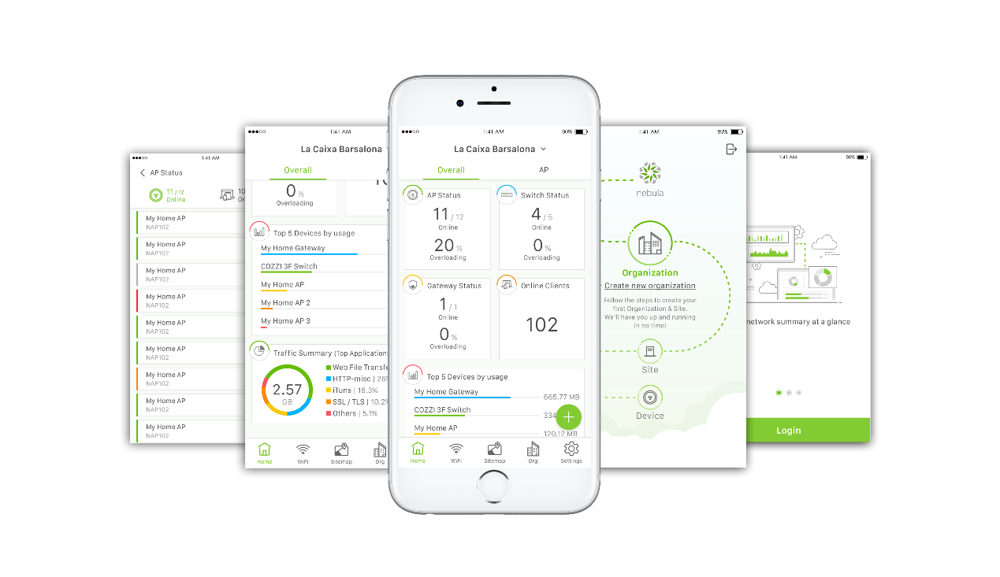 1:41 AM
AP Status
11 / 12
Online
My Home AP
NAP102
My Home AP
NAP102
My Home AP
NAP102
My Home AP
NAP102
My Home AP
NAP102
My Home AP
NAP102
My Home AP
NAP102
My Home AP
NAP102
My Home AP
NAP102
1:41 AM
La Caixa Barsalona
Overall
0 %
Overloading
Top 5 Devices by usage
My Home Gateway
COZZI 3F Switch
My Home AP
My Home AP 2
My Home AP 3
Traffic Summary (Top Application
2.57
GB
Web File Transfe
HTTP-misc | 26%
iTuns | 18.3%
SSL / TLS | 10.2%
Others | 5.1%
Home
WiFi
Sitemap
Org
1:41 AM
80%
La Caixa Barsalona
Overall
AP
AP Status
11 / 12
Online
20 %
Overloading
Switch Status
4 / 5
Online
0 %
Overloading
Gateway Status
1 / 1
Online
0 %
Overloading
Online Clients
102
Top 5 Devices by usage
My Home Gateway
665.77 MB
COZZI 3F Switch
334
My Home AP
120.12 MB
Home
WiFi
Sitemap
Org
Settings
1:41 AM
80%
nebula
Organization
Create new organization
Follow the steps to create your
first Organization & Site.
We'll have you up and running
in no time!
Site
Device
1:41 AM
80%
network summary at a glance
Login